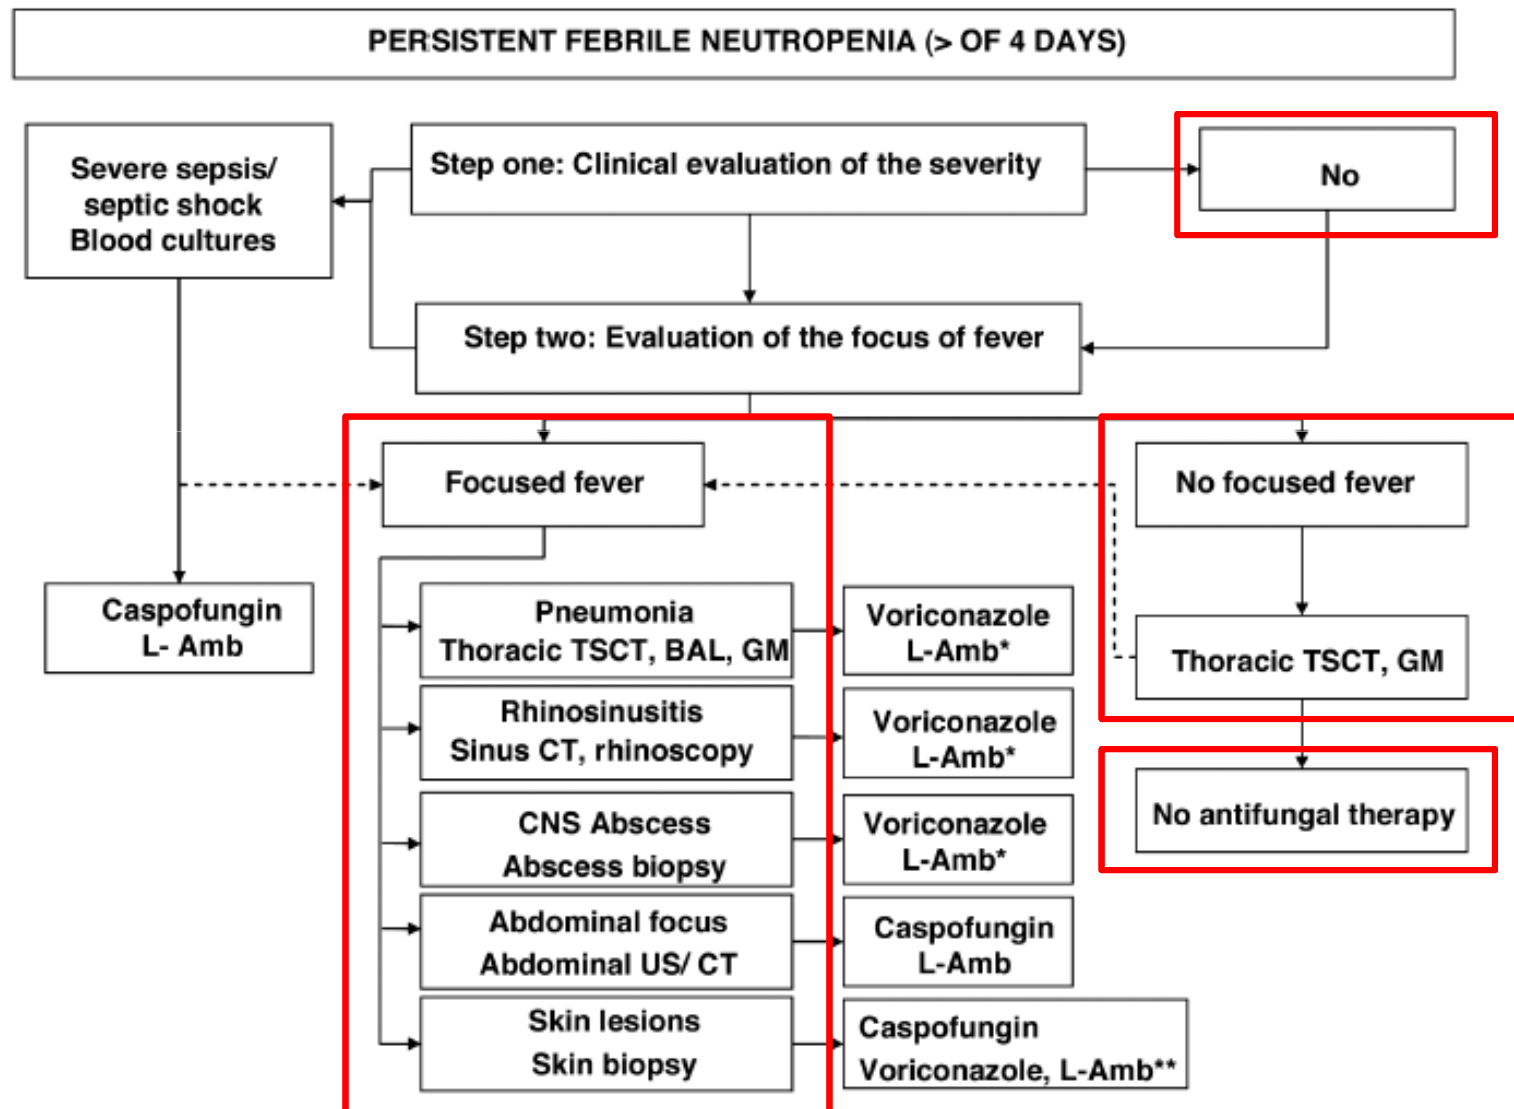 PERSISTENT FEBRILE NEUTROPENIA (> OF 4 DAYS)
Severe sepsis/
septic shock
Blood cultures
Step one: Clinical evaluation of the severity
No
Step two: Evaluation of the focus of fever
Focused fever
No focused fever
Caspofungin
L- Amb
Pneumonia
Thoracic TSCT, BAL, GM
Voriconazole
L-Amb*
Thoracic TSCT, GM
Rhinosinusitis
Sinus CT, rhinoscopy
Voriconazole
L-Amb*
No antifungal therapy
CNS Abscess
Abscess biopsy
Voriconazole
L-Amb*
Abdominal focus
Abdominal US/ CT
Caspofungin
L-Amb
Skin lesions
Skin biopsy
Caspofungin
Voriconazole, L-Amb**